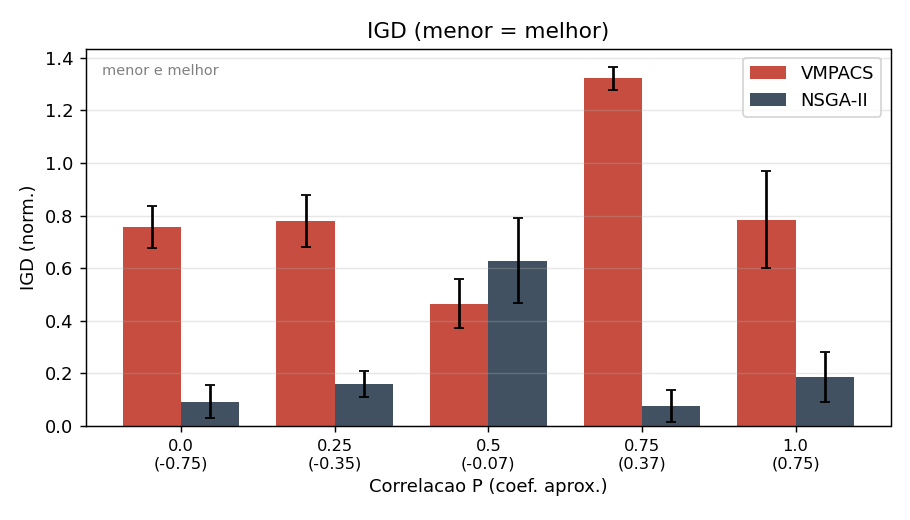 IGD (menor = melhor)
menor e melhor
VMPACS
NSGA-II
IGD (norm.)
1.4
1.2
1.0
0.8
0.6
0.4
0.2
0.0
0.0 0.25 0.5 0.75 1.0
(-0.75) (-0.35) (-0.07) (0.37) (0.75)
Correlacao P (coef. aprox.)